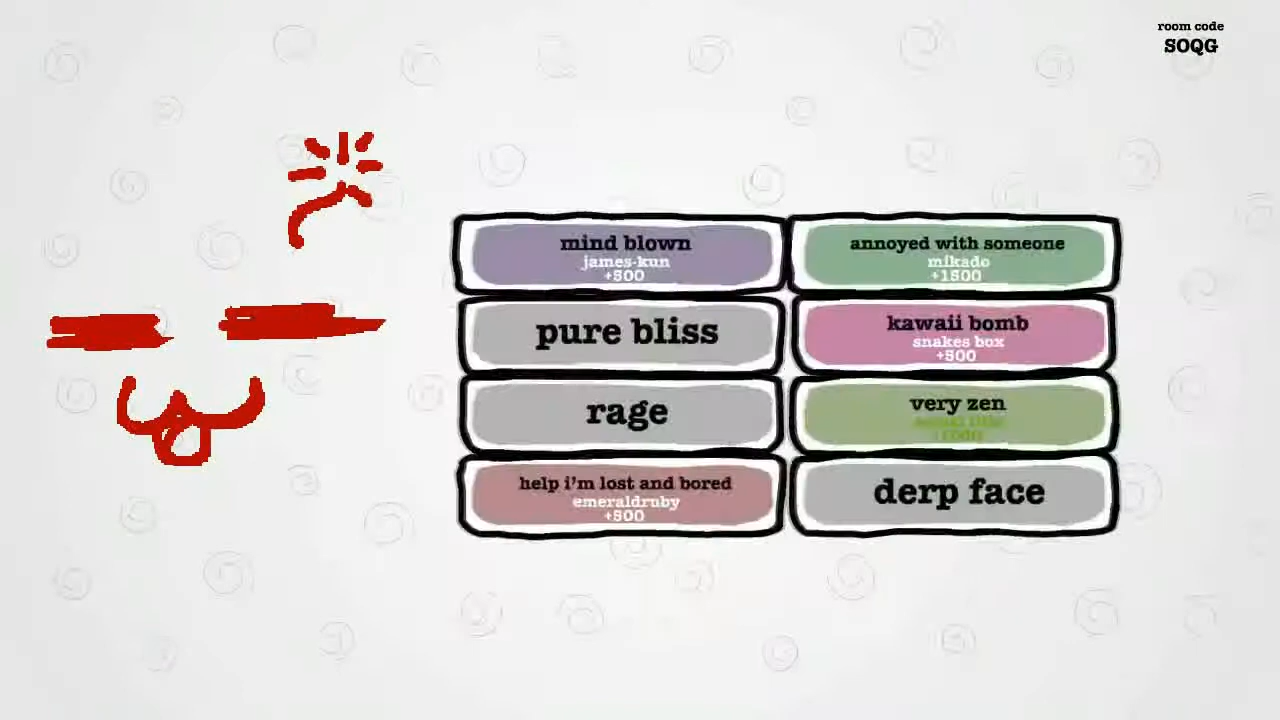 room code
SOQG
mind blown
james-kun
+500
annoyed with someone
mikado
+1500
pure bliss
kawaii bomb
snakes box
+500
rage
very zen
help i'm lost and bored
emeraldruby
+500
derp face